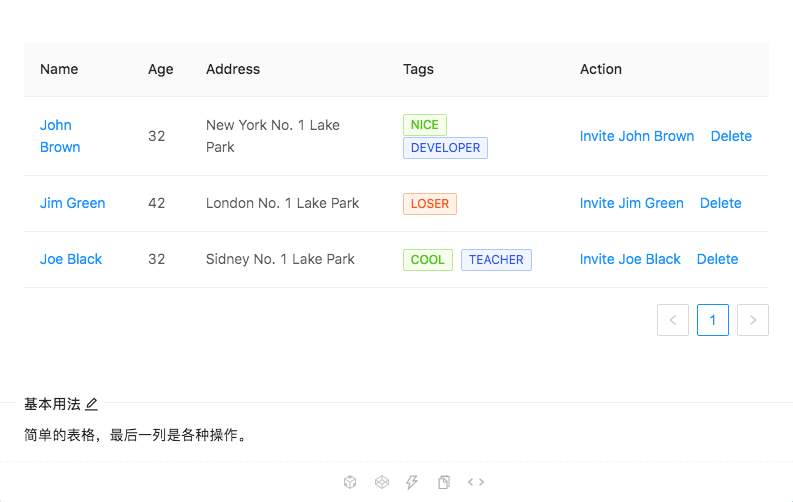 Name Age Address Tags Action
John Brown 32 New York No. 1 Lake Park NICE DEVELOPER Invite John Brown Delete
Jim Green 42 London No. 1 Lake Park LOSER Invite Jim Green Delete
Joe Black 32 Sidney No. 1 Lake Park COOL TEACHER Invite Joe Black Delete
1
基本用法
简单的表格，最后一列是各种操作。